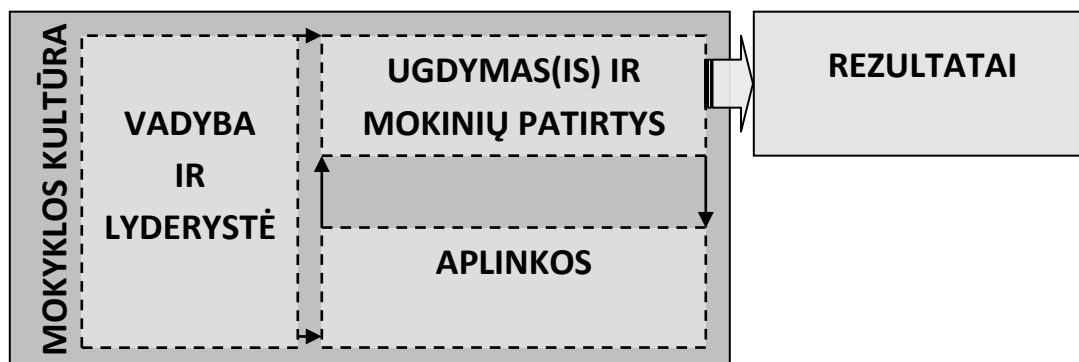 MOKYKLOS KULTŪRA
VADYBA
IR
LYDERYSTĖ
UGDYMAS(IS) IR
MOKINIŲ PATIRTYS
APLINKOS
REZULTATAI